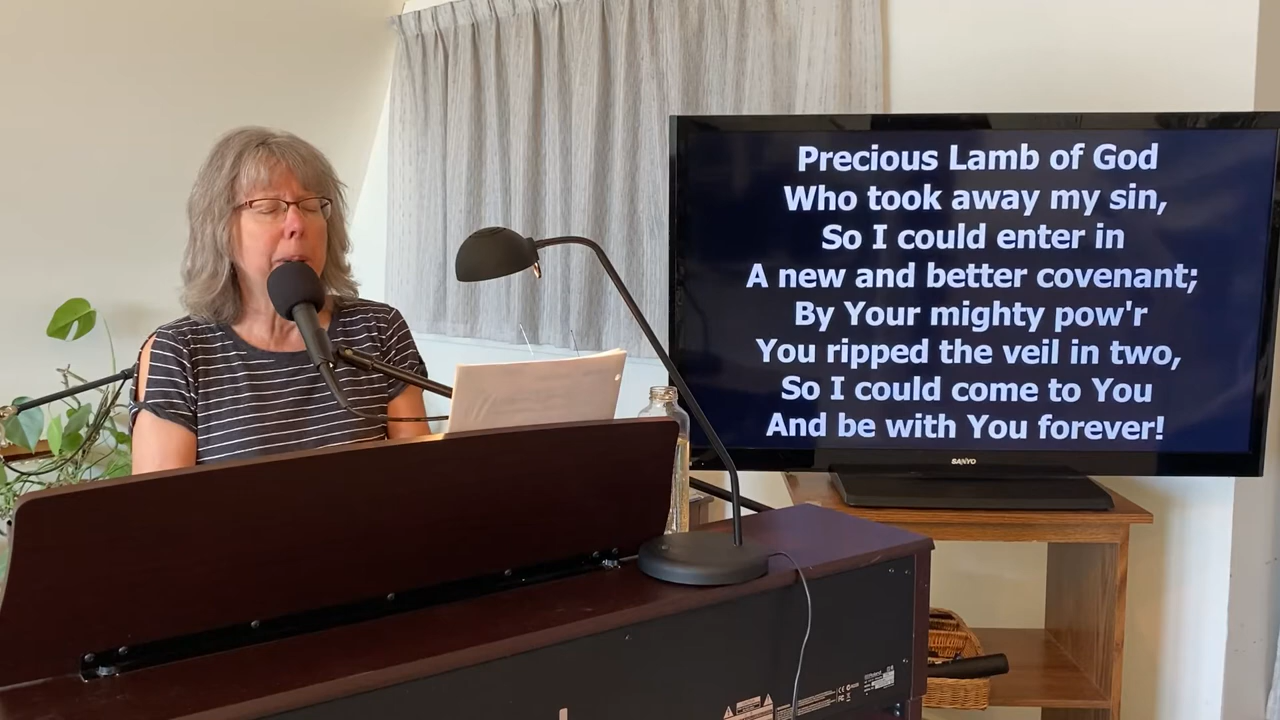 Precious Lamb of God
Who took away my sin,
So I could enter in
A new and better covenant;
By Your mighty pow'r
You ripped the veil in two,
So I could come to You
And be with You forever!
SANYO